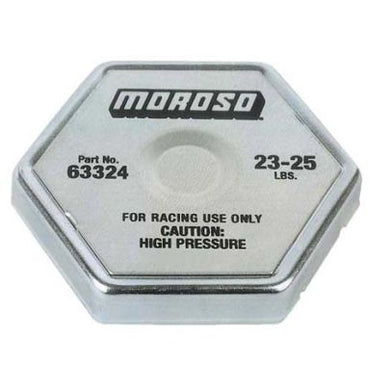 MOROSO
Part No.
63324
23-25
LBS.
FOR RACING USE ONLY
CAUTION:
HIGH PRESSURE